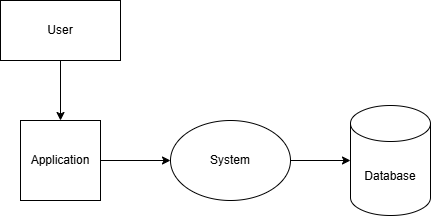 User
Application
System
Database